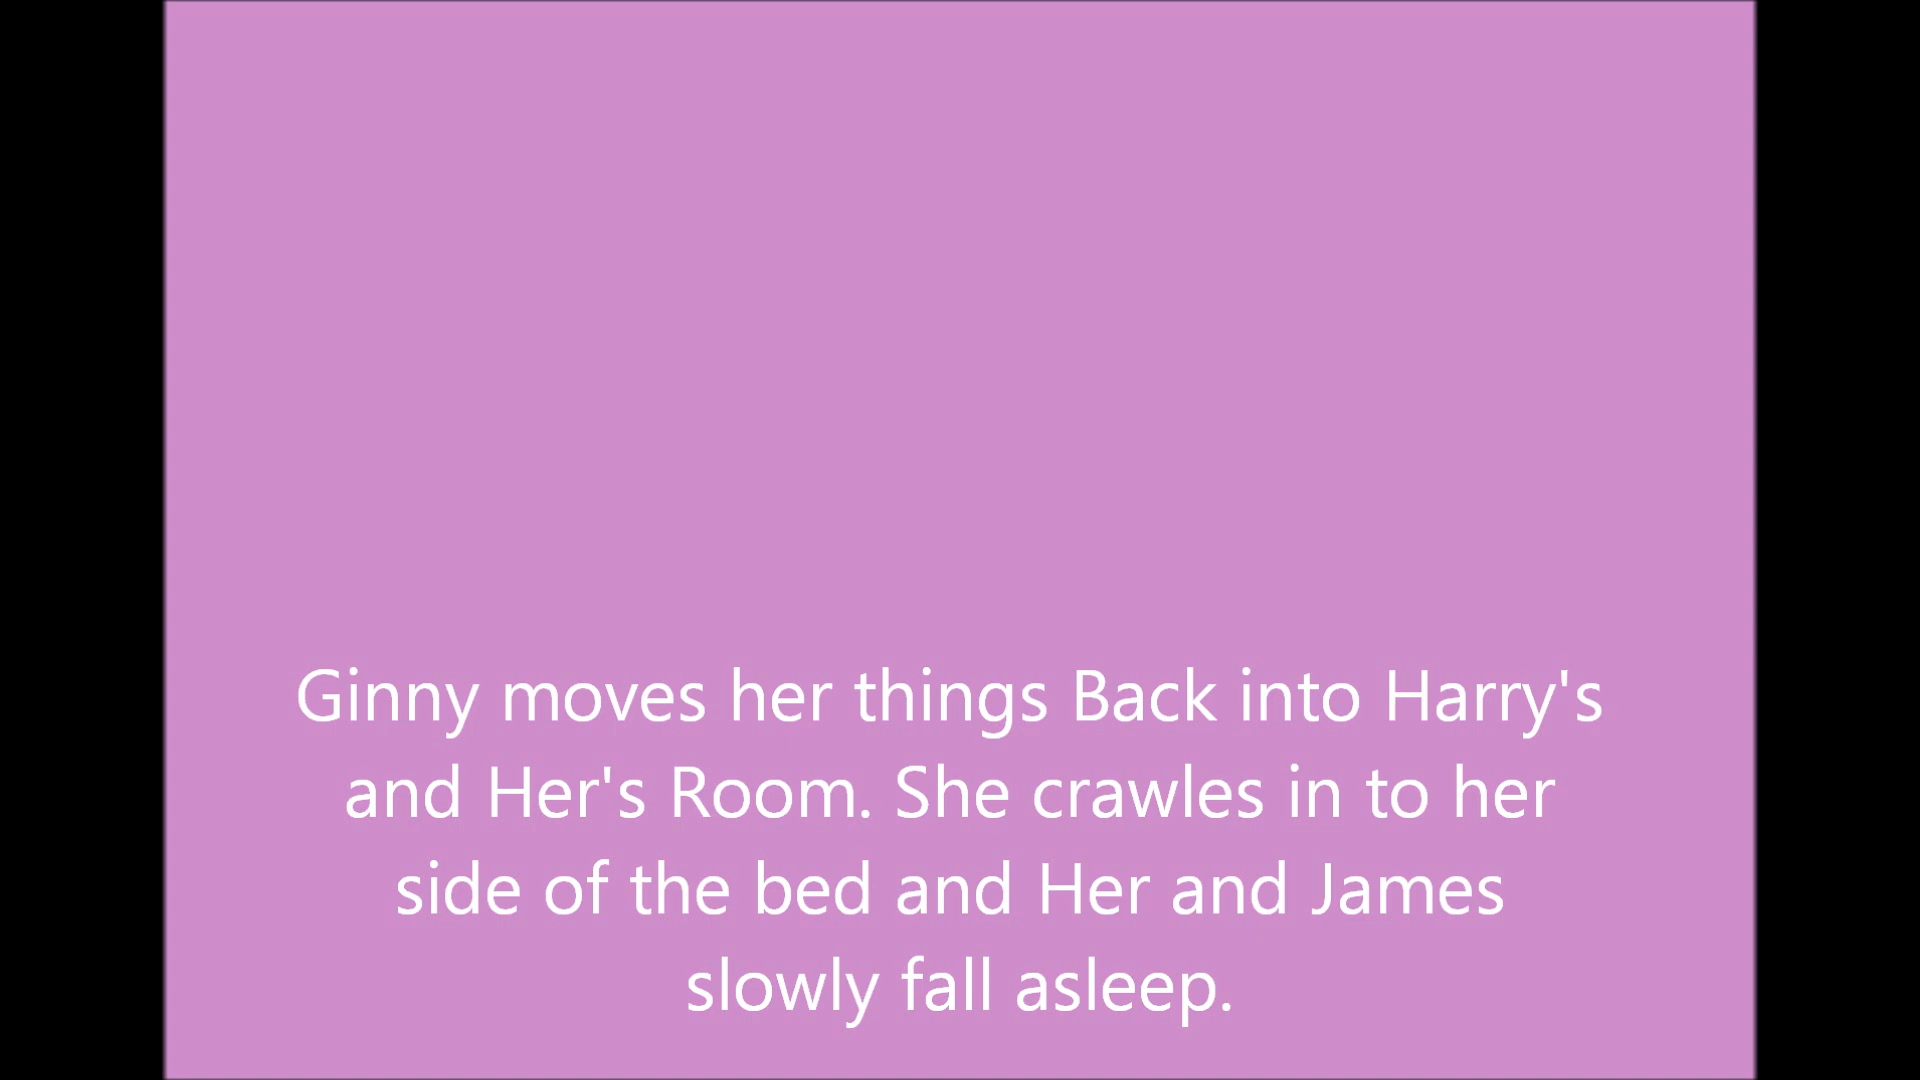 Ginny moves her things Back into Harry's
and Her's Room. She crawles in to her
side of the bed and Her and James
slowly fall asleep.